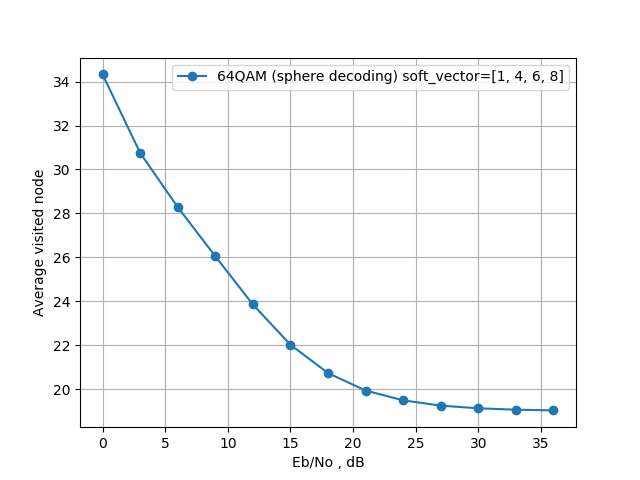 64QAM (sphere decoding) soft_vector=[1, 4, 6, 8]
34
32
30
28
26
24
22
20
Average visited node
0 5 10 15 20 25 30 35
Eb/No , dB